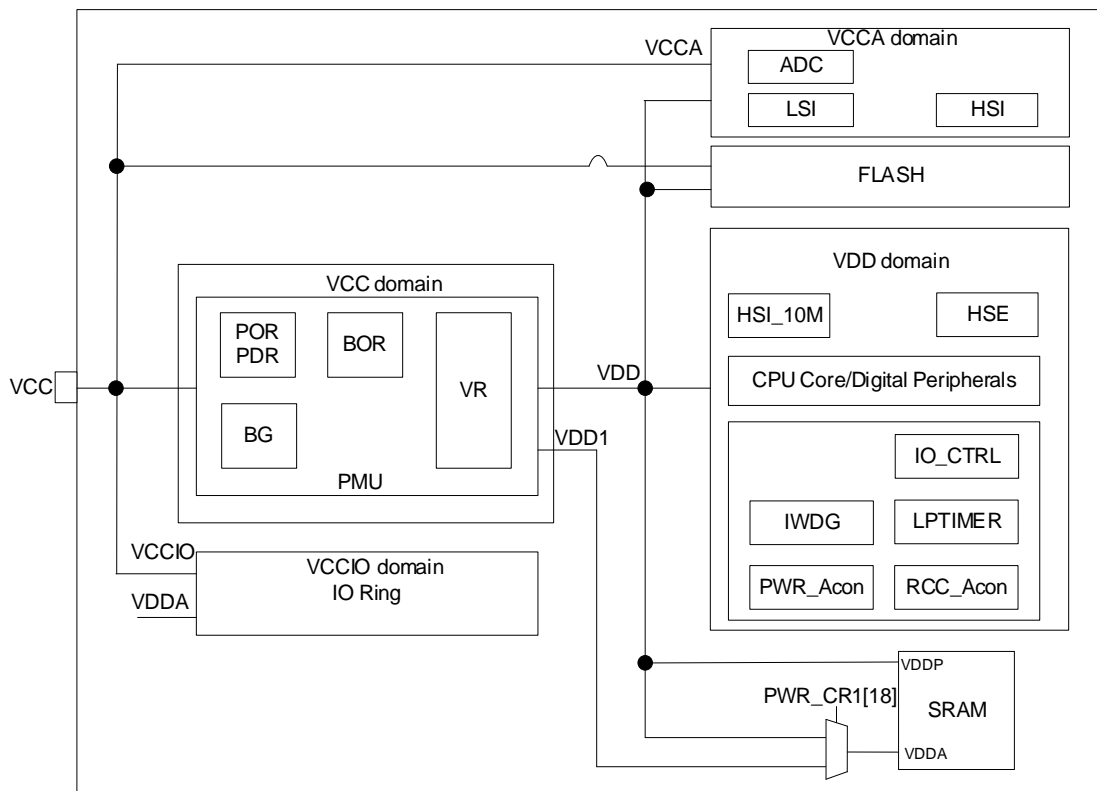 VCCA domain
VCCA
ADC
LSI
HSI
FLASH
VCC domain
POR
PDR
BOR
VR
BG
PMU
VCC
VDD
VDD1
VDD domain
HSI_10M
HSE
CPU Core/Digital Peripherals
IO_CTRL
IWDG
LPTIMER
PWR_Acon
RCC_Acon
VCCIO
VCCIO domain
IO Ring
VDDA
VDDP
PWR_CR1[18]
SRAM
VDDA